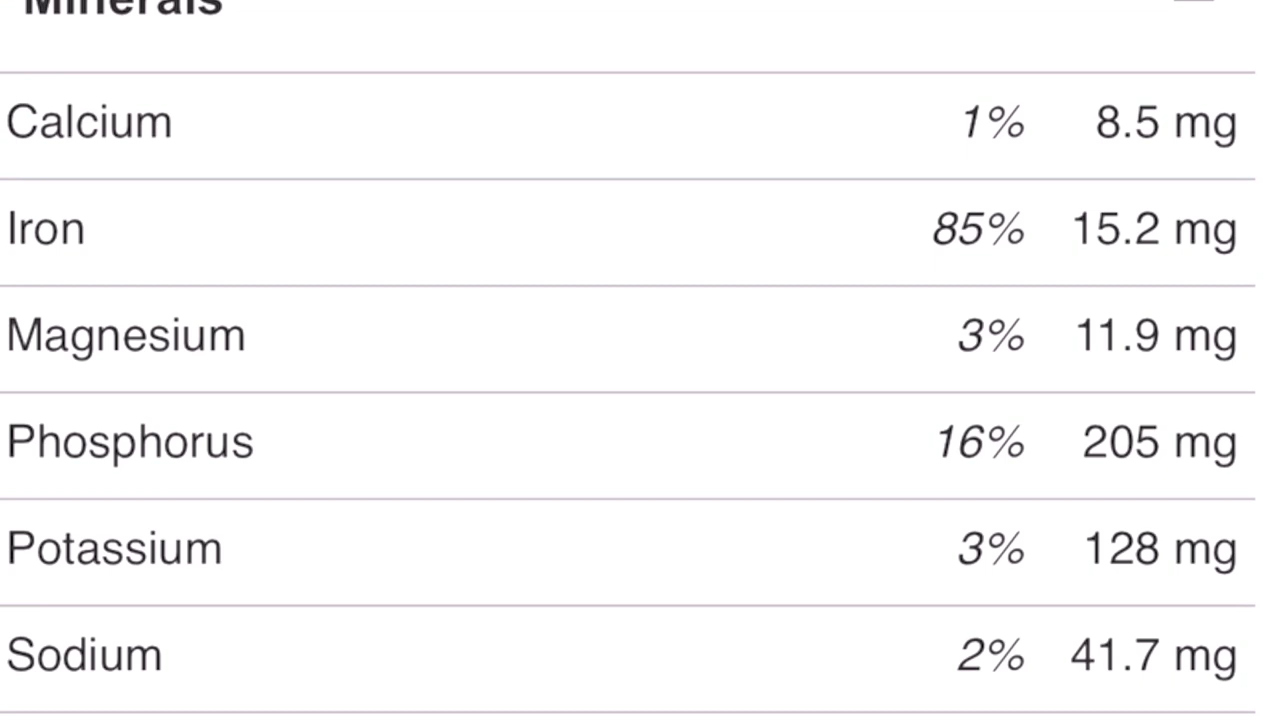 Minerals
Calcium 1% 8.5 mg
Iron 85% 15.2 mg
Magnesium 3% 11.9 mg
Phosphorus 16% 205 mg
Potassium 3% 128 mg
Sodium 2% 41.7 mg